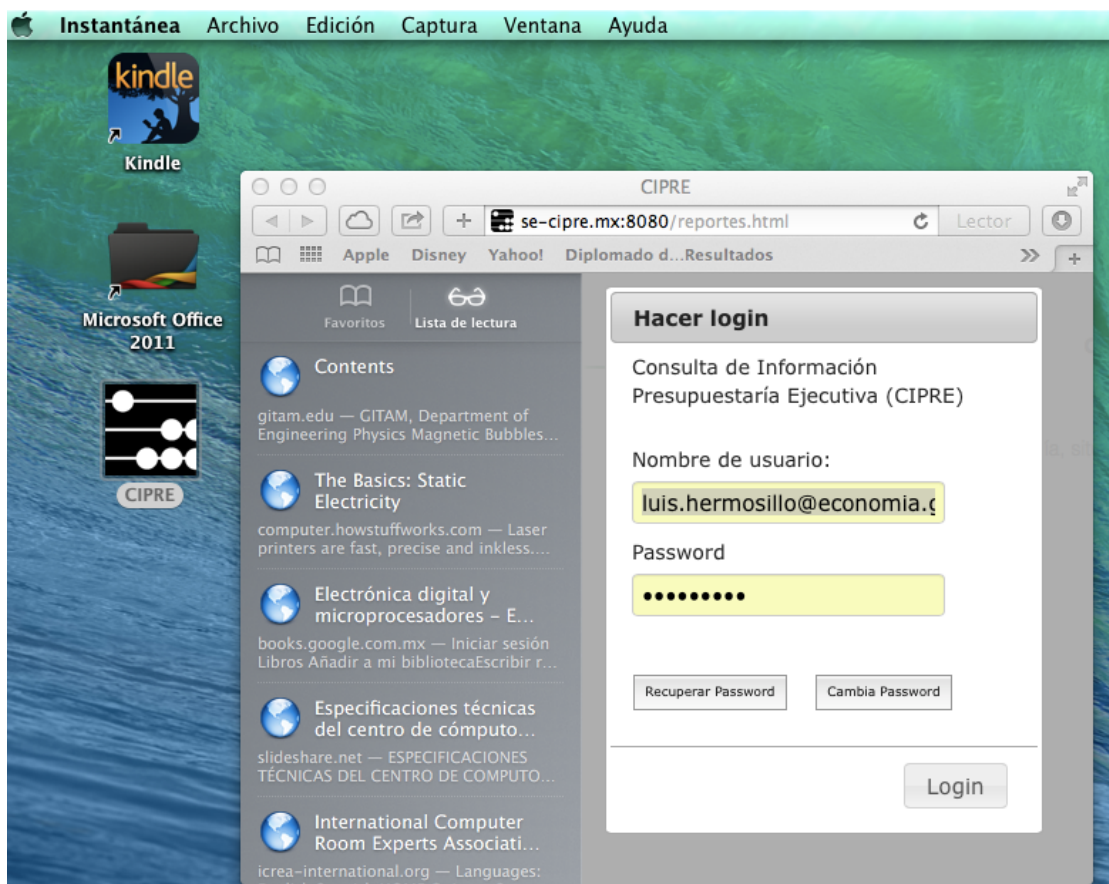 Instantánea Archivo Edición Captura Ventana Ayuda
kindle
Kindle
Microsoft Office
2011
CIPRE
CIPRE
se-cipre.mx:8080/reportes.html
Lector
Apple Disney Yahoo! Diplomado d...Resultados
Favoritos Lista de lectura
Contents
gitam.edu — GITAM, Department of
Engineering Physics Magnetic Bubbles...
The Basics: Static
Electricity
computer.howstuffworks.com — Laser
printers are fast, precise and inkless....
Electrónica digital y
microprocesadores – E...
books.google.com.mx — Iniciar sesión
Libros Añadir a mi bibliotecaEscribir r...
Especificaciones técnicas
del centro de cómputo...
slideshare.net — ESPECIFICACIONES
TÉCNICAS DEL CENTRO DE COMPUTO...
International Computer
Room Experts Associati...
icrea-international.org — Languages:
Hacer login
Consulta de Información
Presupuestaría Ejecutiva (CIPRE)
Nombre de usuario:
luis.hermosillo@economia.g
Password
Recuperar Password Cambia Password
Login